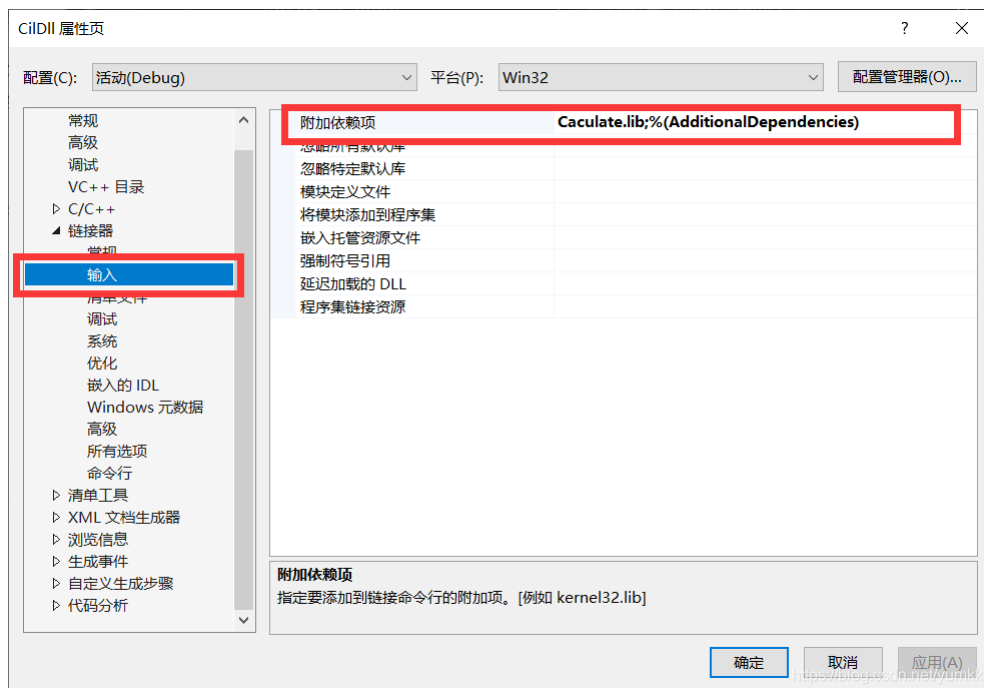 CilDll 属性页
?
配置(C): 活动(Debug) 平台(P): Win32 配置管理器(O)...
常规
高级
调试
VC++ 目录
C/C++
链接器
常规
输入
清单文件
调试
系统
优化
嵌入的 IDL
Windows 元数据
高级
所有选项
命令行
清单工具
XML 文档生成器
浏览信息
生成事件
自定义生成步骤
代码分析
附加依赖项 Caculate.lib;%(AdditionalDependencies)
忽略所有默认库
忽略特定默认库
模块定义文件
将模块添加到程序集
嵌入托管资源文件
强制符号引用
延迟加载的 DLL
程序集链接资源
附加依赖项
指定要添加到链接命令行的附加项。[例如 kernel32.lib]
确定 取消 应用(A)